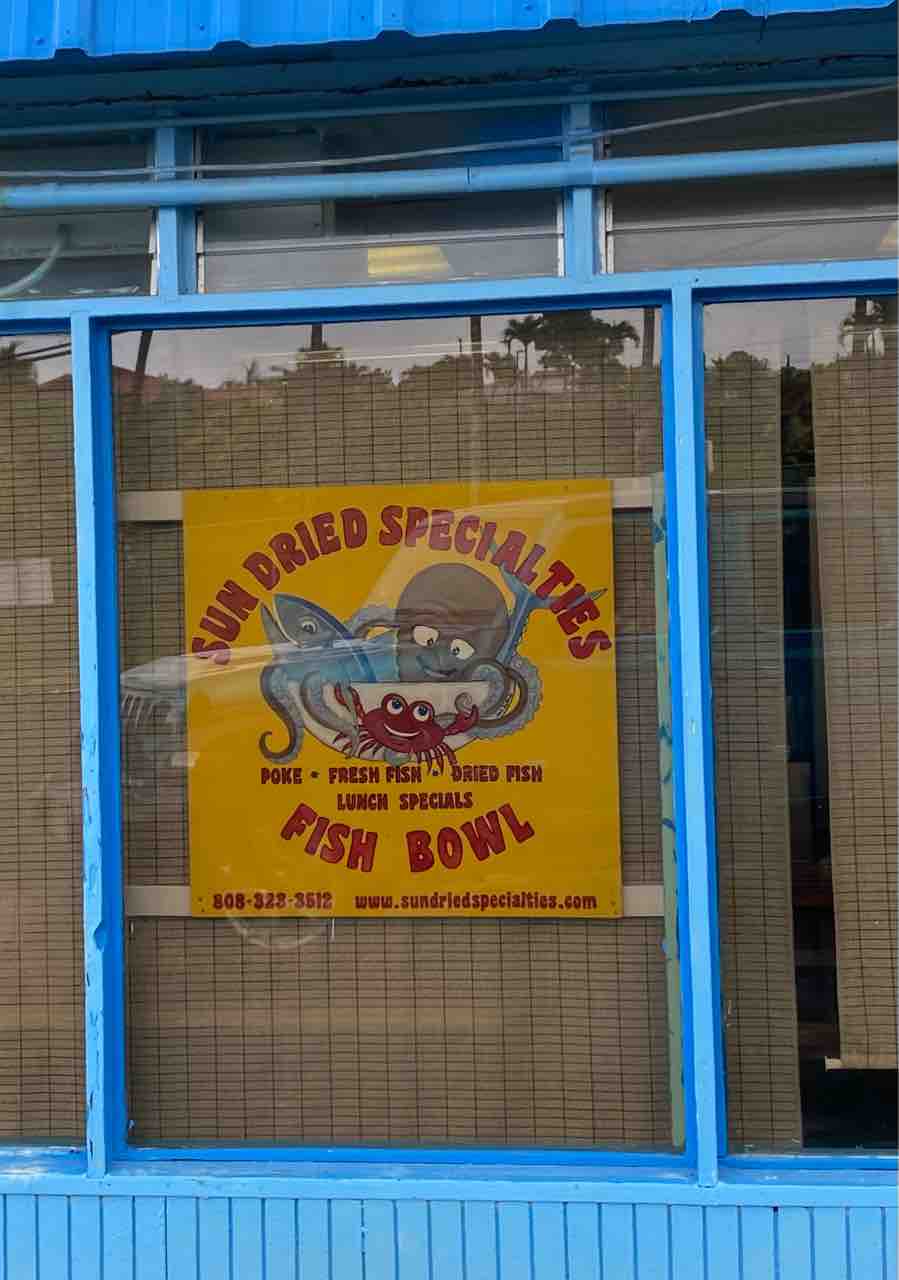 SUN DRIED SPECIALTIES
POKE • FRESH FISH • DRIED FISH
LUNCH SPECIALS
FISH BOWL
808-323-3512 www.sundriedspecialties.com